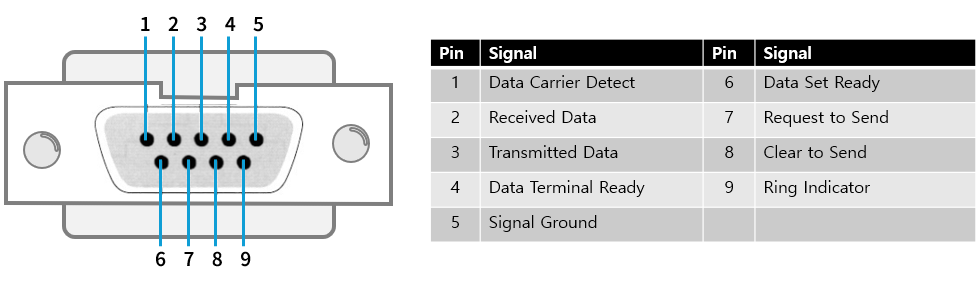 1 2 3 4 5
6 7 8 9
Pin Signal Pin Signal
1 Data Carrier Detect 6 Data Set Ready
2 Received Data 7 Request to Send
3 Transmitted Data 8 Clear to Send
4 Data Terminal Ready 9 Ring Indicator
5 Signal Ground